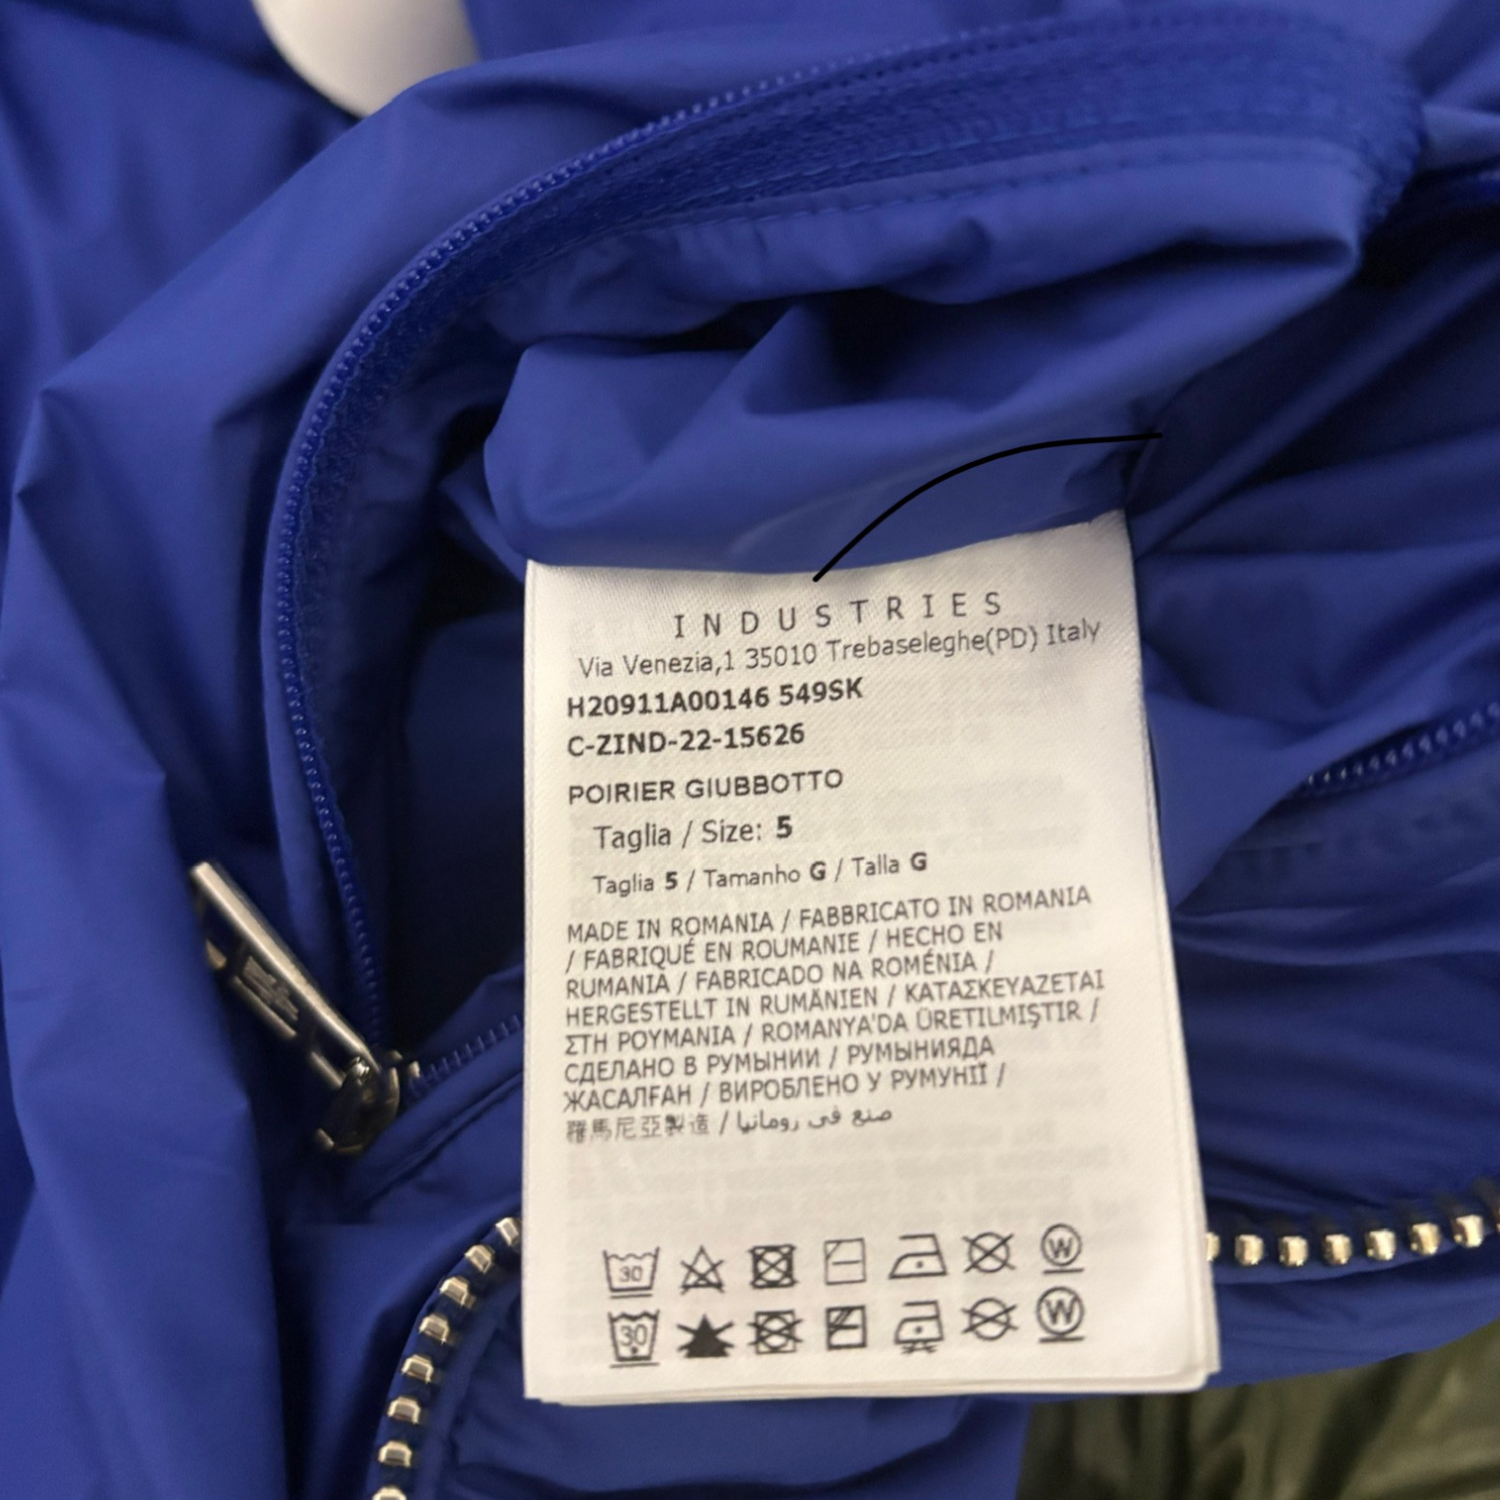 INDUSTRIES
Via Venezia,1 35010 Trebaseleghe(PD) Italy
H20911A00146 549SK
C-ZIND-22-15626
POIRIER GIUBBOTTO
Taglia / Size: 5
Taglia 5 / Tamanho G / Talla G
MADE IN ROMANIA / FABBRICATO IN ROMANIA
/ FABRIQUÉ EN ROUMANIE / HECHO EN
RUMANIA / FABRICADO NA ROMÉNIA /
HERGESTELLT IN RUMÄNIEN / ΚΑΤΑΣΚΕΥΑΖΕΤΑΙ
ΣΤΗ ΡΟΥΜΑΝΙΑ / ROMANYA'DA ÜRETILMIŞTIR /
СДЕЛАНО В РУМЫНИИ / РУМЫНИЯДА
ЖАСАЛҒАН / ВИРОБЛЕНО У РУМУНІЇ /
羅馬尼亞製造 / صنع في رومانيا
30 W
30 W